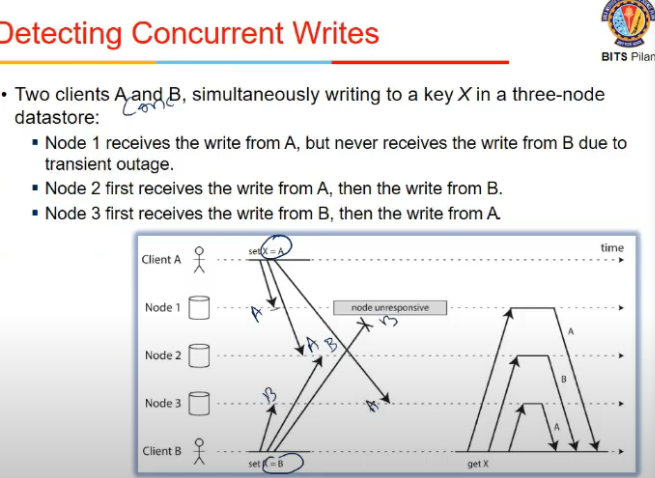 Detecting Concurrent Writes
BITS Pilan
• Two clients A and B, simultaneously writing to a key X in a three-node
Conc
datastore:
▪ Node 1 receives the write from A, but never receives the write from B due to
transient outage.
▪ Node 2 first receives the write from A, then the write from B.
▪ Node 3 first receives the write from B, then the write from A.
Client A
set X = A
time
Node 1
A
node unresponsive
B
A
Node 2
A B
B
Node 3
B
A
A
Client B
set X = B
get X